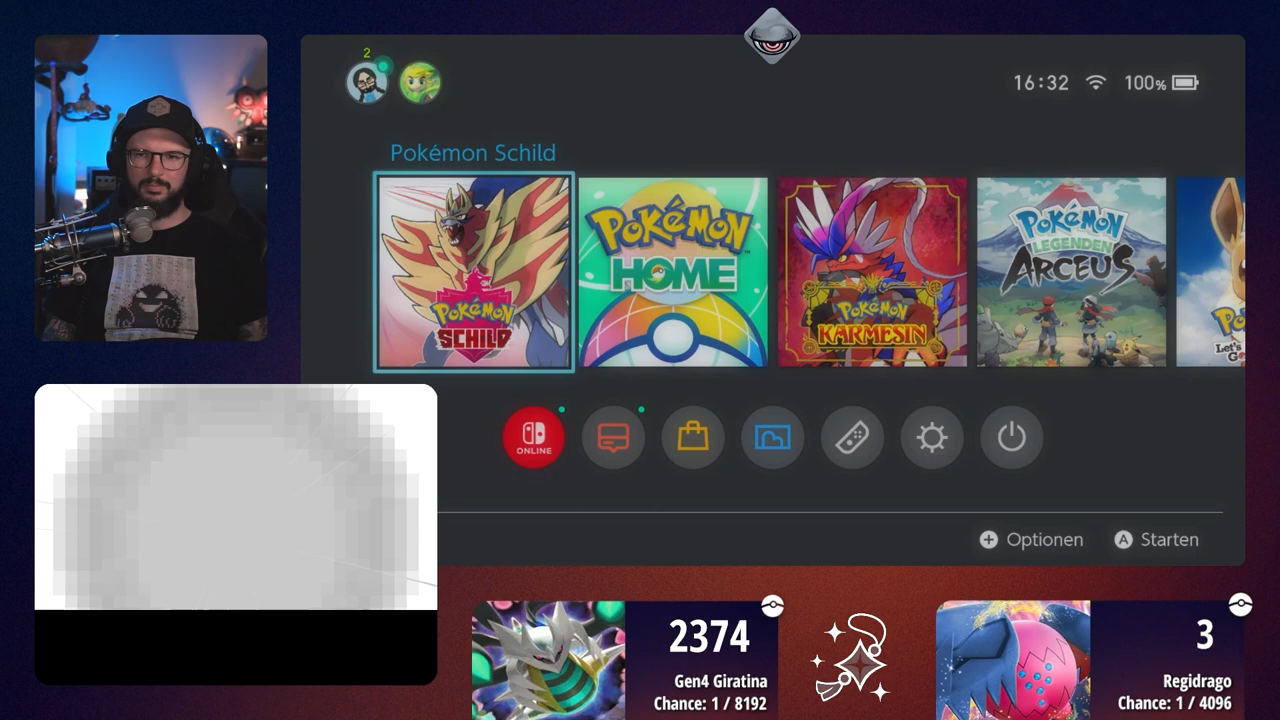 2
16:32
100%
Pokémon Schild
Pokémon
SCHILD
Pokémon
HOME
Pokémon
KARMESIN
Pokémon
LEGENDEN
ARCEUS
Let's
ONLINE
Optionen
A Starten
2374
Gen4 Giratina
Chance: 1 / 8192
3
Regidrago
Chance: 1 / 4096